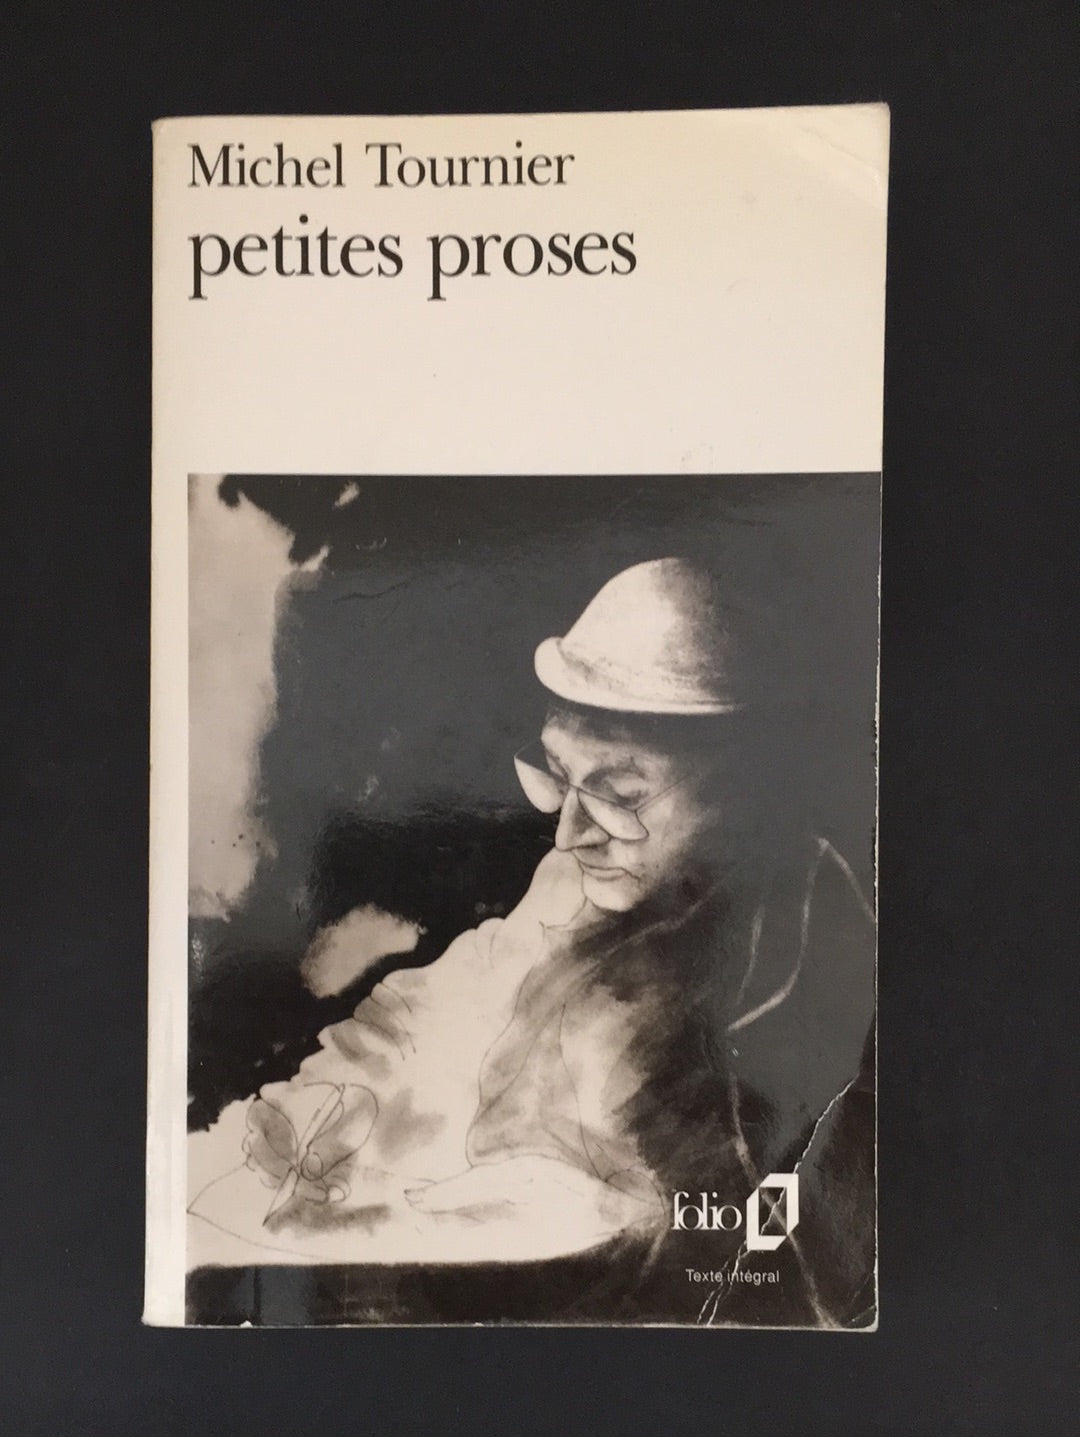 Michel Tournier
petites proses
folio
Texte intégral